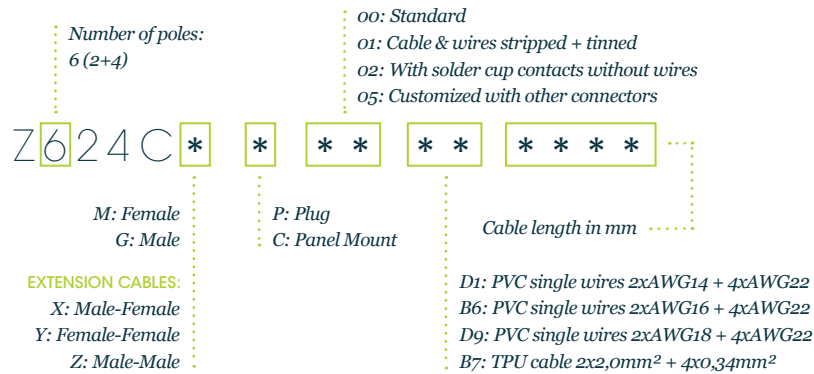 Number of poles:
6 (2+4)
00: Standard
01: Cable & wires stripped + tinned
02: With solder cup contacts without wires
05: Customized with other connectors
Z624C* * ** ** ****
M: Female
G: Male
P: Plug
C: Panel Mount
Cable length in mm
EXTENSION CABLES:
X: Male-Female
Y: Female-Female
Z: Male-Male
D1: PVC single wires 2xAWG14 + 4xAWG22
B6: PVC single wires 2xAWG16 + 4xAWG22
D9: PVC single wires 2xAWG18 + 4xAWG22
B7: TPU cable 2x2,0mm² + 4x0,34mm²